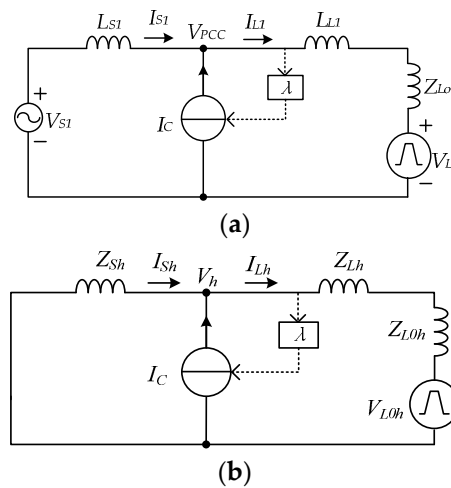 L_S1 I_S1 V_PCC I_L1 L_L1
λ
Z_Lo
+ V_S1 −
I_C
+ V_L −
(a)
Z_Sh I_Sh V_h I_Lh Z_Lh
λ
Z_L0h
I_C
V_L0h
(b)